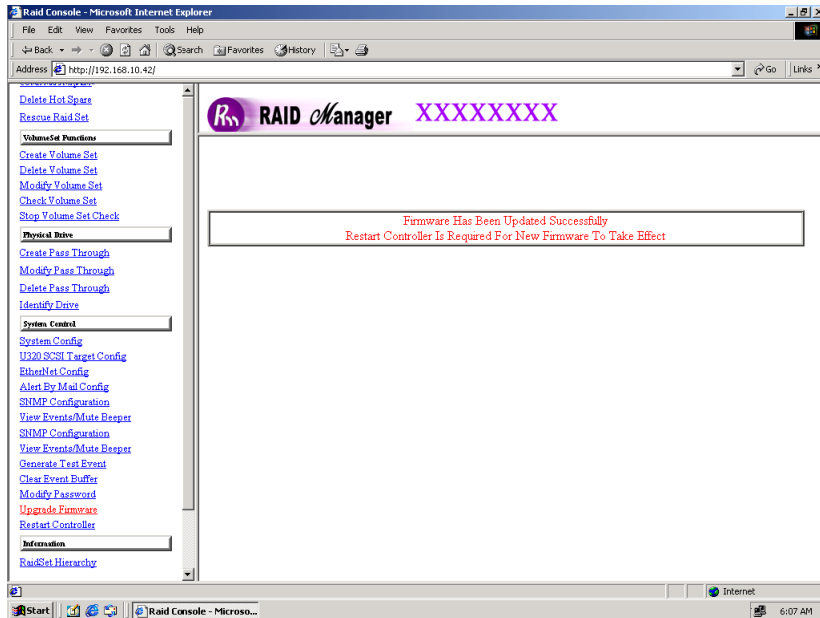 Raid Console - Microsoft Internet Explorer
File Edit View Favorites Tools Help
Back Search Favorites History
Address http://192.168.10.42/ Go Links
Delete Hot Spare
Rescue Raid Set
VolumeSet Functions
Create Volume Set
Delete Volume Set
Modify Volume Set
Check Volume Set
Stop Volume Set Check
Physical Drive
Create Pass Through
Modify Pass Through
Delete Pass Through
Identify Drive
System Control
System Config
U320 SCSI Target Config
EtherNet Config
Alert By Mail Config
SNMP Configuration
View Events/Mute Beeper
SNMP Configuration
View Events/Mute Beeper
Generate Test Event
Clear Event Buffer
Modify Password
Upgrade Firmware
Restart Controller
Information
RaidSet Hierarchy
RAID Manager XXXXXXXX
Firmware Has Been Updated Successfully
Restart Controller Is Required For New Firmware To Take Effect
Internet
Start Raid Console - Microso... 6:07 AM